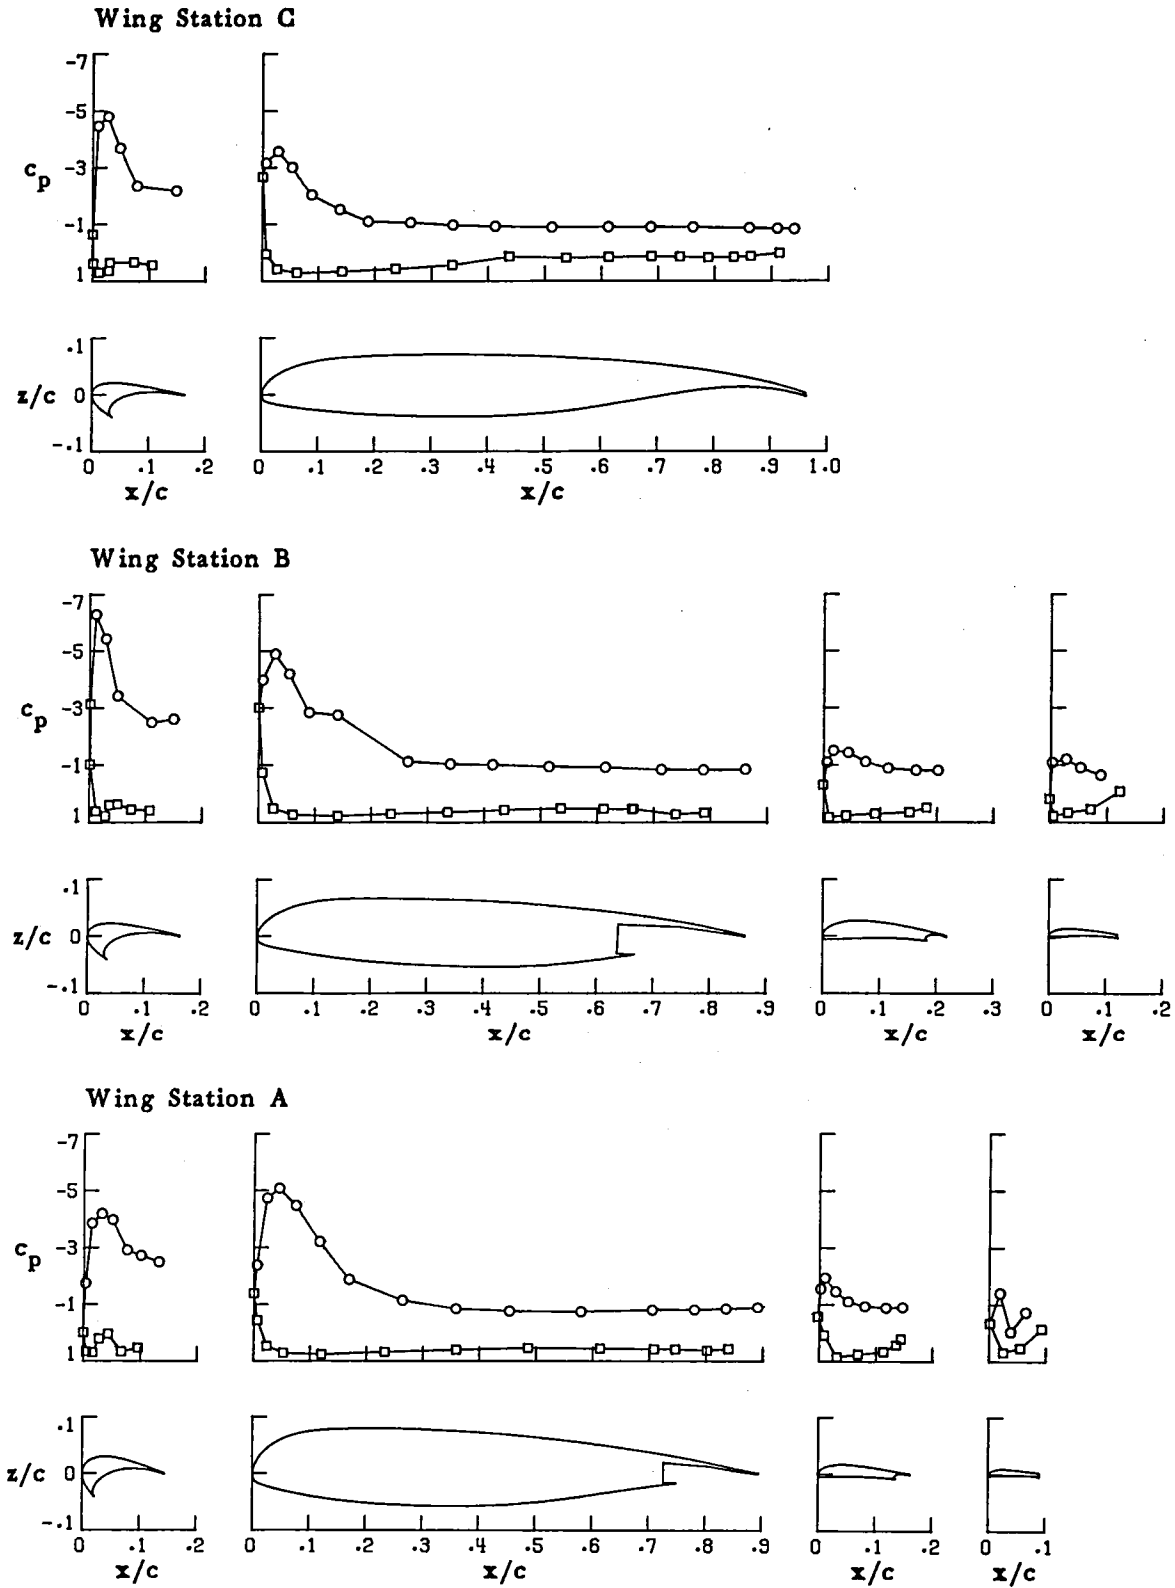 Wing Station C
-7
-5
c_p -3
-1
1
.1
z/c 0
-.1
0 .1 .2 0 .1 .2 .3 .4 .5 .6 .7 .8 .9 1.0
x/c x/c
Wing Station B
-7
-5
c_p -3
-1
1
.1
z/c 0
-.1
0 .1 .2 0 .1 .2 .3 .4 .5 .6 .7 .8 .9 0 .1 .2 .3 0 .1 .2
x/c x/c x/c x/c
Wing Station A
-7
-5
c_p -3
-1
1
.1
z/c 0
-.1
0 .1 .2 0 .1 .2 .3 .4 .5 .6 .7 .8 .9 0 .1 .2 0 .1
x/c x/c x/c x/c